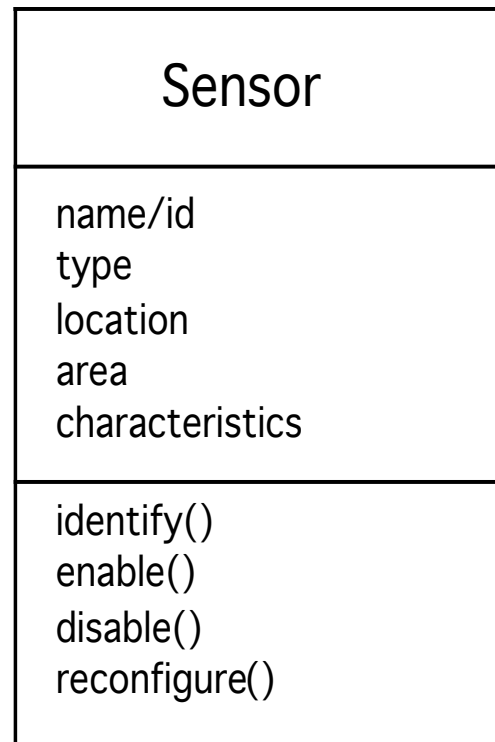 Sensor
name/id
type
location
area
characteristics
identify()
enable()
disable()
reconfigure()